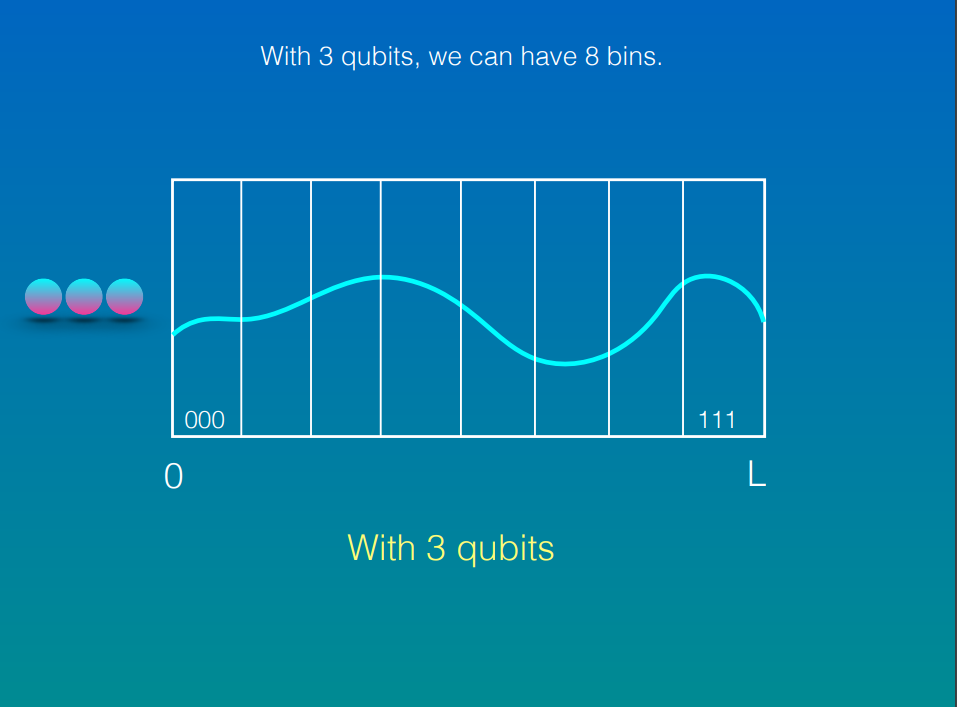 With 3 qubits, we can have 8 bins.
000 111
0 L
With 3 qubits